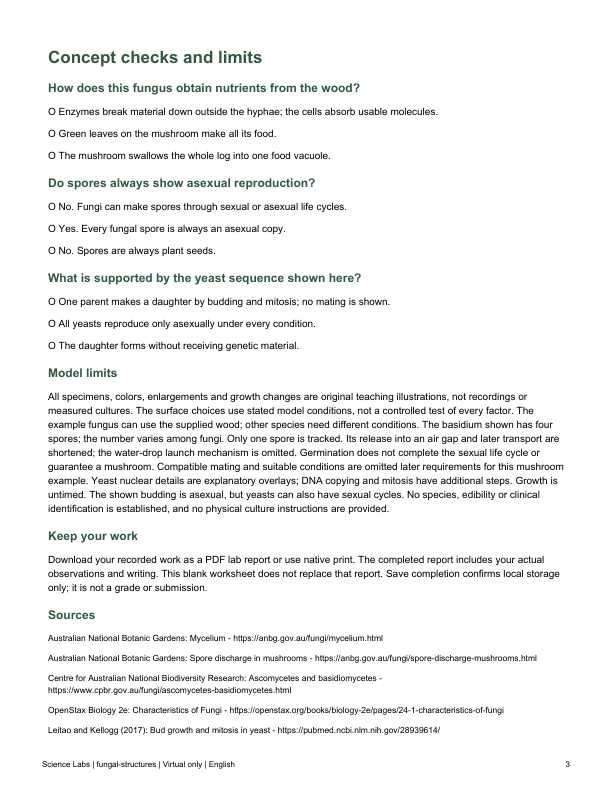 Concept checks and limits
How does this fungus obtain nutrients from the wood?
O Enzymes break material down outside the hyphae; the cells absorb usable molecules.
O Green leaves on the mushroom make all its food.
O The mushroom swallows the whole log into one food vacuole.
Do spores always show asexual reproduction?
O No. Fungi can make spores through sexual or asexual life cycles.
O Yes. Every fungal spore is always an asexual copy.
O No. Spores are always plant seeds.
What is supported by the yeast sequence shown here?
O One parent makes a daughter by budding and mitosis; no mating is shown.
O All yeasts reproduce only asexually under every condition.
O The daughter forms without receiving genetic material.
Model limits
All specimens, colors, enlargements and growth changes are original teaching illustrations, not recordings or
measured cultures. The surface choices use stated model conditions, not a controlled test of every factor. The
example fungus can use the supplied wood; other species need different conditions. The basidium shown has four
spores; the number varies among fungi. Only one spore is tracked. Its release into an air gap and later transport are
shortened; the water-drop launch mechanism is omitted. Germination does not complete the sexual life cycle or
guarantee a mushroom. Compatible mating and suitable conditions are omitted later requirements for this mushroom
example. Yeast nuclear details are explanatory overlays; DNA copying and mitosis have additional steps. Growth is
untimed. The shown budding is asexual, but yeasts can also have sexual cycles. No species, edibility or clinical
identification is established, and no physical culture instructions are provided.
Keep your work
Download your recorded work as a PDF lab report or use native print. The completed report includes your actual
observations and writing. This blank worksheet does not replace that report. Save completion confirms local storage
only; it is not a grade or submission.
Sources
Australian National Botanic Gardens: Mycelium - https://anbg.gov.au/fungi/mycelium.html
Australian National Botanic Gardens: Spore discharge in mushrooms - https://anbg.gov.au/fungi/spore-discharge-mushrooms.html
Centre for Australian National Biodiversity Research: Ascomycetes and basidiomycetes -
https://www.cpbr.gov.au/fungi/ascomycetes-basidiomycetes.html
OpenStax Biology 2e: Characteristics of Fungi - https://openstax.org/books/biology-2e/pages/24-1-characteristics-of-fungi
Leitao and Kellogg (2017): Bud growth and mitosis in yeast - https://pubmed.ncbi.nlm.nih.gov/28939614/
Science Labs | fungal-structures | Virtual only | English
3